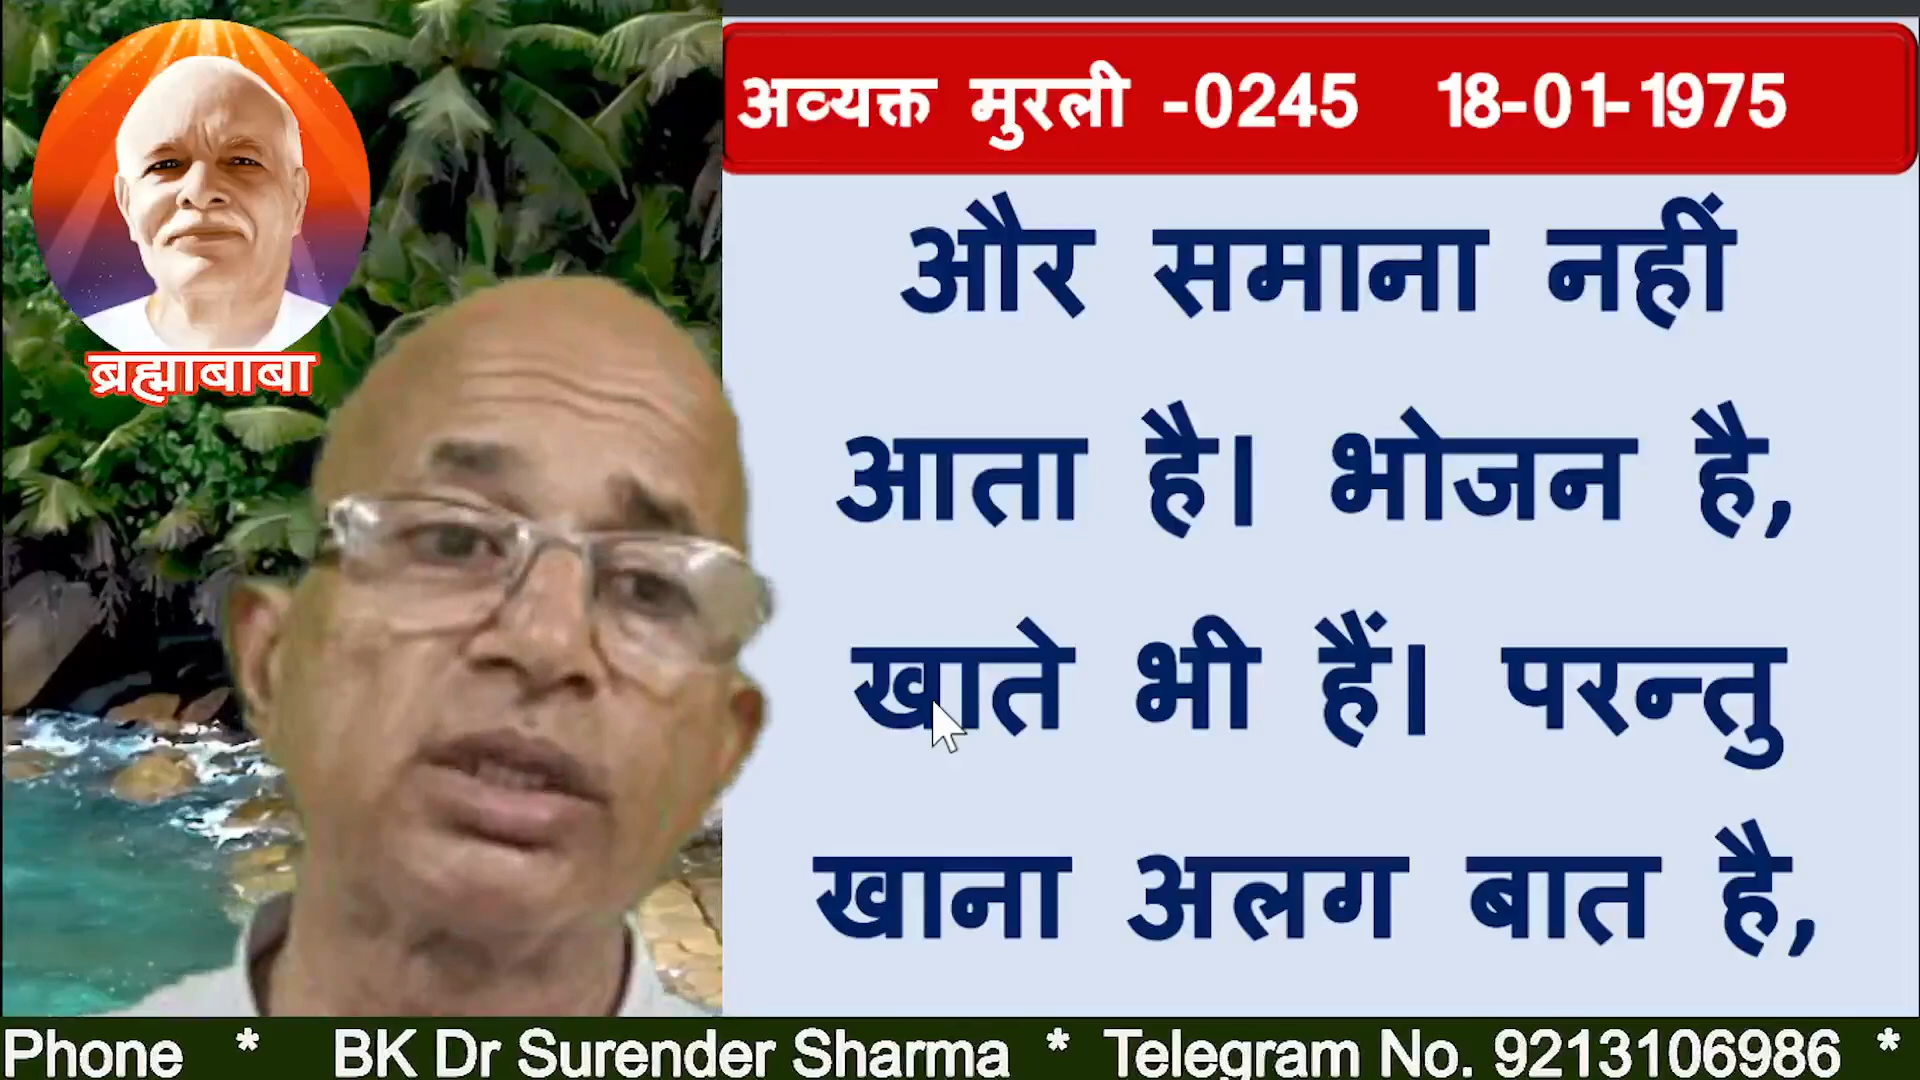 अव्यक्त मुरली -0245 18-01-1975
ब्रह्माबाबा
और समाना नहीं
आता है। भोजन है,
खाते भी हैं। परन्तु
खाना अलग बात है,
Phone * BK Dr Surender Sharma * Telegram No. 9213106986 *